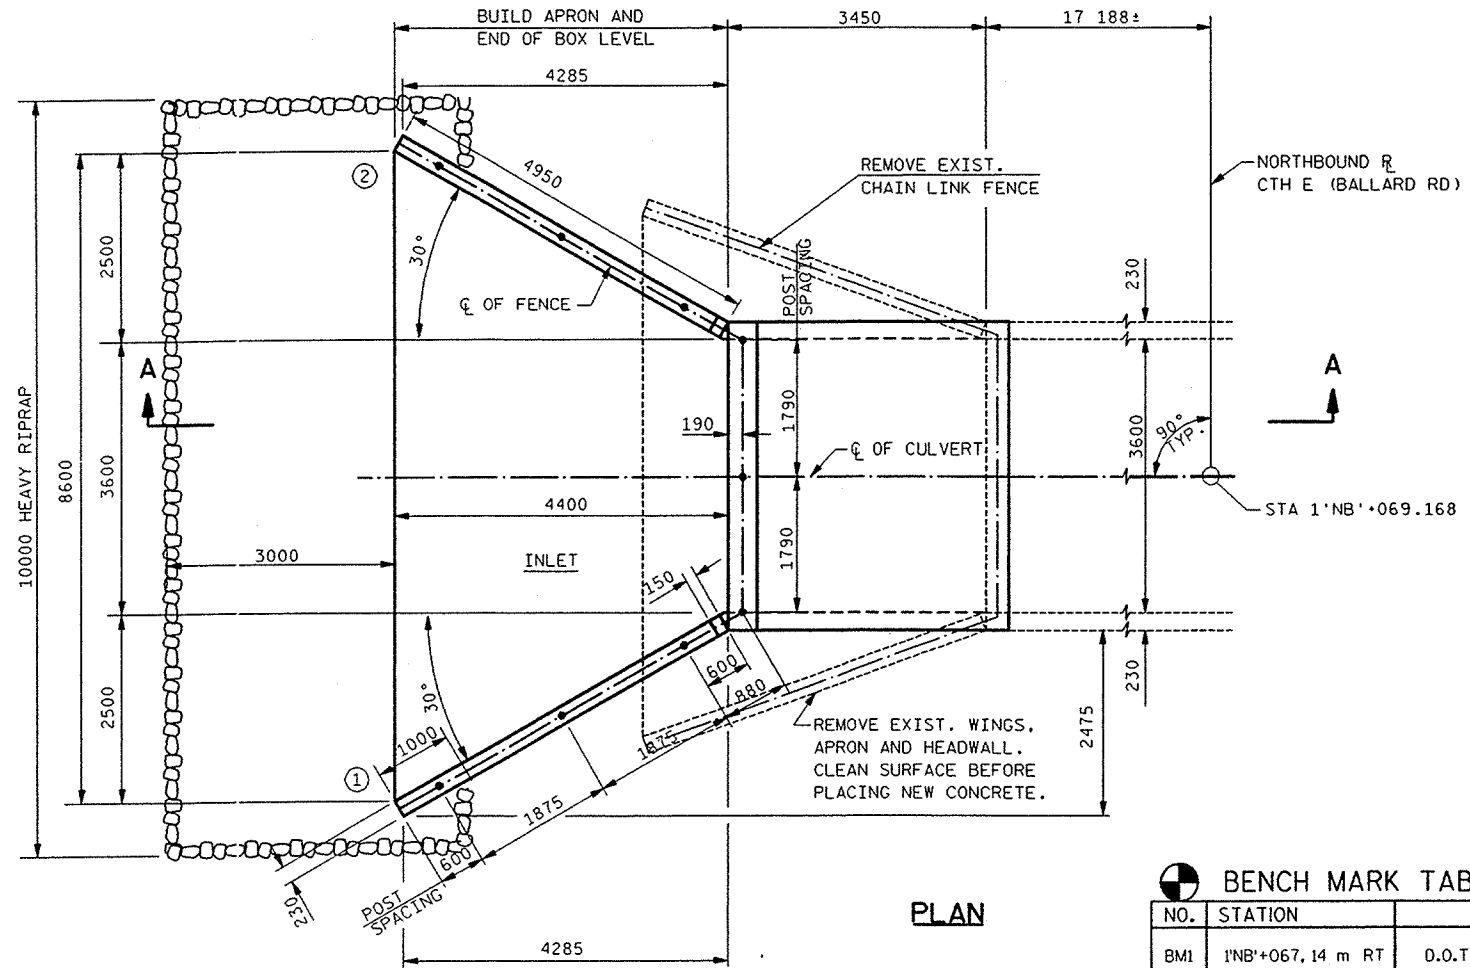 BUILD APRON AND
END OF BOX LEVEL
3450
17 188±
4285
NORTHBOUND ℞
CTH E (BALLARD RD)
REMOVE EXIST.
CHAIN LINK FENCE
4950
2
30°
℄ OF FENCE
POST
SPACING
230
2500
A
A
190
1790
℄ OF CULVERT
90°
TYP.
3600
10000 HEAVY RIPRAP
8600
3600
STA 1'NB'+069.168
4400
3000
INLET
1790
150
600
880
230
2500
30°
1000
1
1875
1875
600
230
POST
SPACING
REMOVE EXIST. WINGS,
APRON AND HEADWALL.
CLEAN SURFACE BEFORE
PLACING NEW CONCRETE.
2475
4285
PLAN
BENCH MARK TAB
NO. STATION
BM1 1'NB'+067, 14 m RT D.O.T